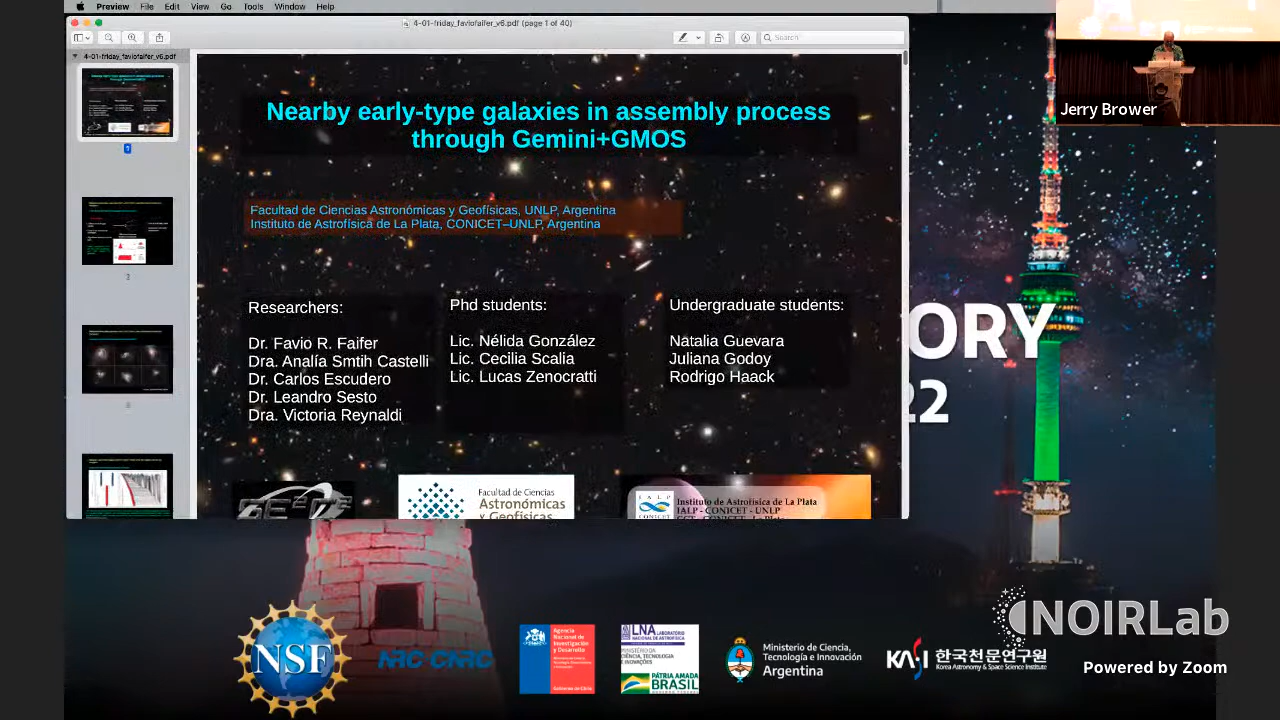 Preview File Edit View Go Tools Window Help
4-01-friday_faviofaifer_v6.pdf (page 1 of 40)
Search
4-01-friday_faviofaifer_v6.pdf
Jerry Brower
Nearby early-type galaxies in assembly process
through Gemini+GMOS
Facultad de Ciencias Astronómicas y Geofísicas, UNLP, Argentina
Instituto de Astrofísica de La Plata, CONICET–UNLP, Argentina
Researchers:
Dr. Favio R. Faifer
Dra. Analía Smtih Castelli
Dr. Carlos Escudero
Dr. Leandro Sesto
Dra. Victoria Reynaldi
Phd students:
Lic. Nélida González
Lic. Cecilia Scalia
Lic. Lucas Zenocratti
Undergraduate students:
Natalia Guevara
Juliana Godoy
Rodrigo Haack
ORY
22
Facultad de Ciencias
Astronómicas
y Geofísicas
IALP
CONICET
Instituto de Astrofísica de La Plata
IALP - CONICET - UNLP
NSF
NRC CNRC
Agencia
Nacional de
Investigación
y Desarrollo
Gobierno de Chile
LNA LABORATÓRIO
NACIONAL DE ASTROFÍSICA
MINISTÉRIO DA
CIÊNCIA, TECNOLOGIA
E INOVAÇÕES
PÁTRIA AMADA
BRASIL
Ministerio de Ciencia,
Tecnología e Innovación
Argentina
KASI 한국천문연구원
Korea Astronomy & Space Science Institute
NOIRLab
Powered by Zoom